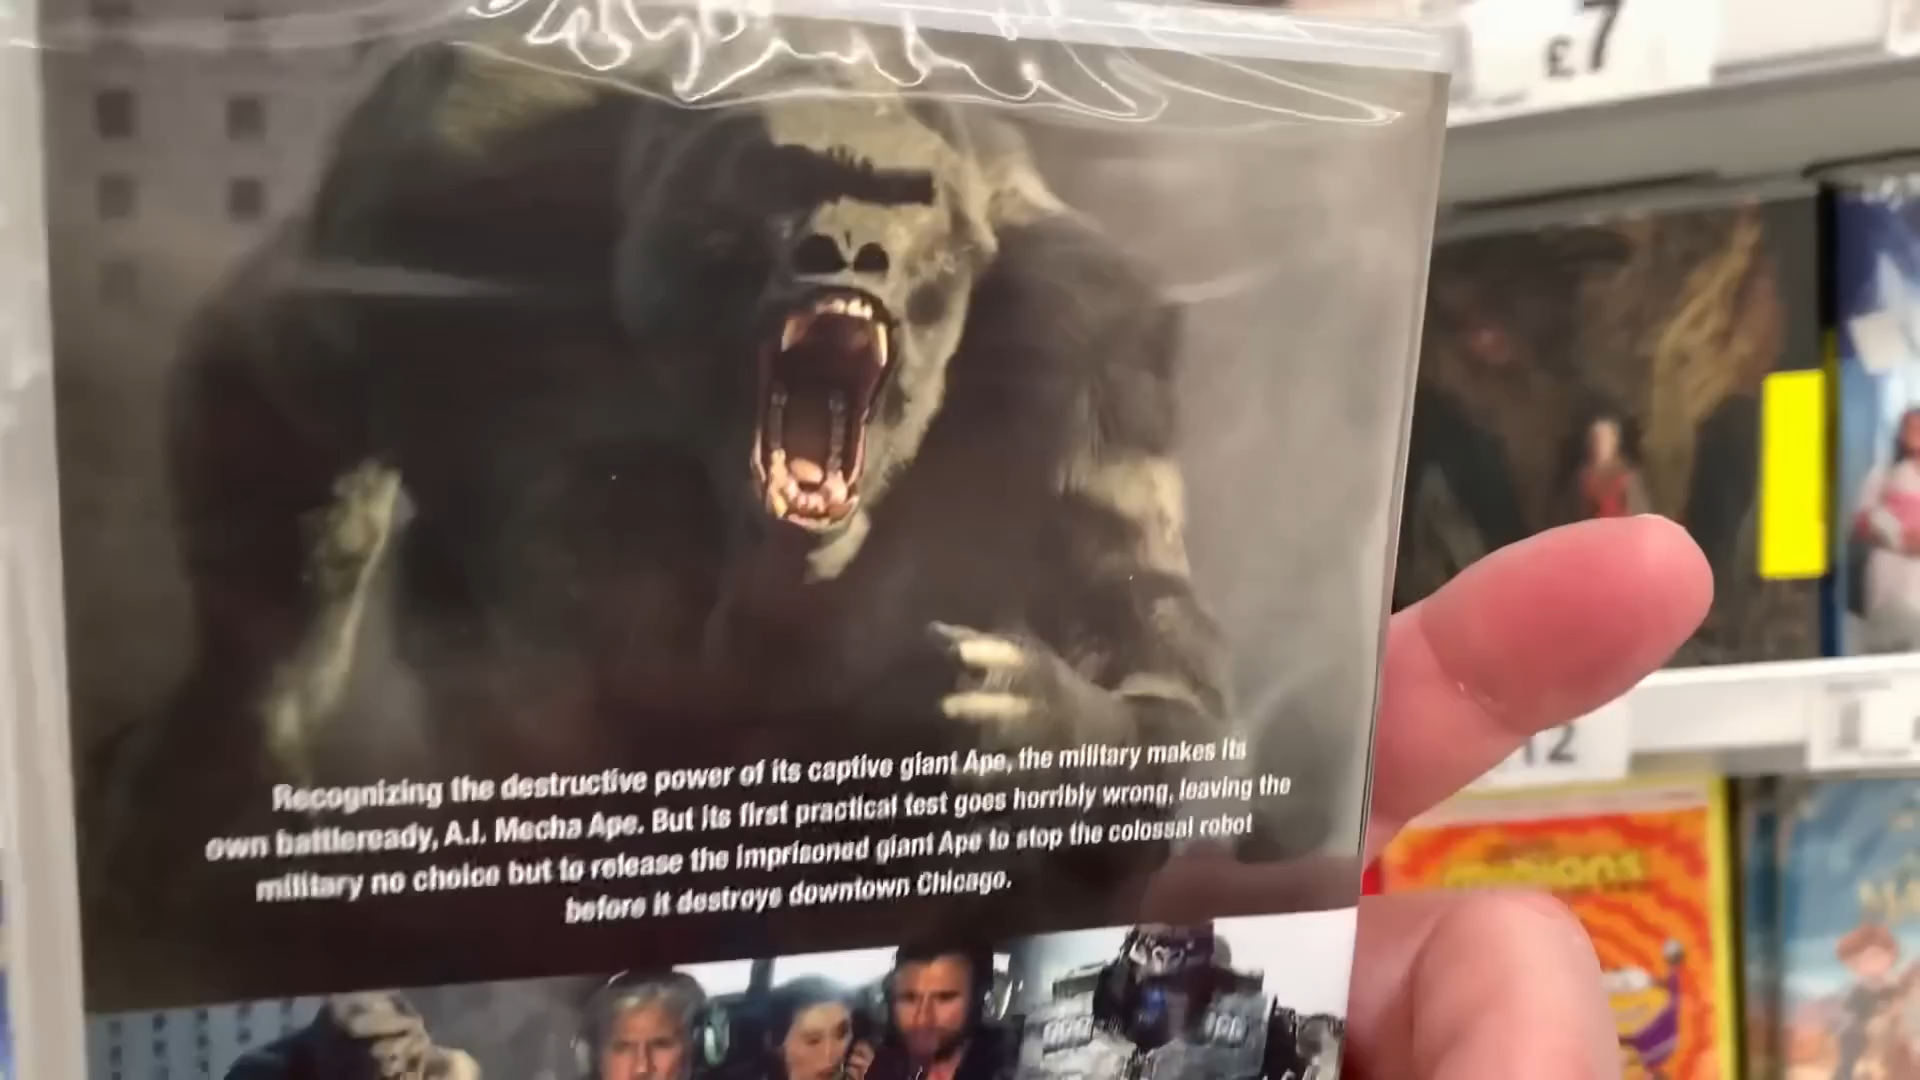 £7
Recognizing the destructive power of its captive giant Ape, the military makes its
own battleready, A.I. Mecha Ape. But its first practical test goes horribly wrong, leaving the
military no choice but to release the imprisoned giant Ape to stop the colossal robot
before it destroys downtown Chicago.
12